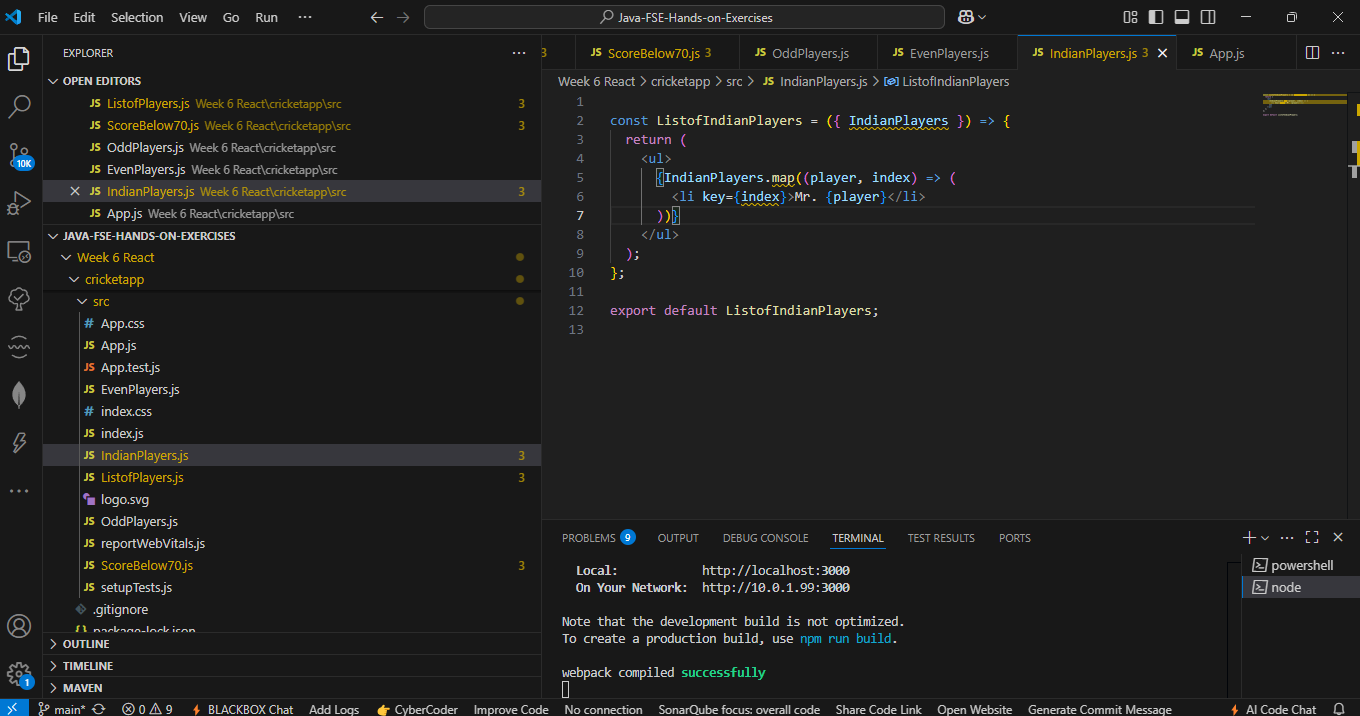 File Edit Selection View Go Run ···
Java-FSE-Hands-on-Exercises
EXPLORER
OPEN EDITORS
JS ListofPlayers.js Week 6 React\cricketapp\src 3
JS ScoreBelow70.js Week 6 React\cricketapp\src 3
JS OddPlayers.js Week 6 React\cricketapp\src
JS EvenPlayers.js Week 6 React\cricketapp\src
JS IndianPlayers.js Week 6 React\cricketapp\src 3
JS App.js Week 6 React\cricketapp\src
JAVA-FSE-HANDS-ON-EXERCISES
Week 6 React
cricketapp
src
# App.css
JS App.js
JS App.test.js
JS EvenPlayers.js
# index.css
JS index.js
JS IndianPlayers.js 3
JS ListofPlayers.js 3
logo.svg
JS OddPlayers.js
JS reportWebVitals.js
JS ScoreBelow70.js 3
JS setupTests.js
.gitignore
{} package-lock.json
OUTLINE
TIMELINE
MAVEN
10K
1
3 JS ScoreBelow70.js 3 JS OddPlayers.js JS EvenPlayers.js JS IndianPlayers.js 3 JS App.js
Week 6 React > cricketapp > src > JS IndianPlayers.js > ListofIndianPlayers
1
2 const ListofIndianPlayers = ({ IndianPlayers }) => {
3 return (
4 <ul>
5 {IndianPlayers.map((player, index) => (
6 <li key={index}>Mr. {player}</li>
7 ))}
8 </ul>
9 );
10 };
11
12 export default ListofIndianPlayers;
13
PROBLEMS 9 OUTPUT DEBUG CONSOLE TERMINAL TEST RESULTS PORTS
Local: http://localhost:3000
On Your Network: http://10.0.1.99:3000
Note that the development build is not optimized.
To create a production build, use npm run build.
webpack compiled successfully
powershell
node
main* 0 9 BLACKBOX Chat Add Logs CyberCoder Improve Code No connection SonarQube focus: overall code Share Code Link Open Website Generate Commit Message AI Code Chat